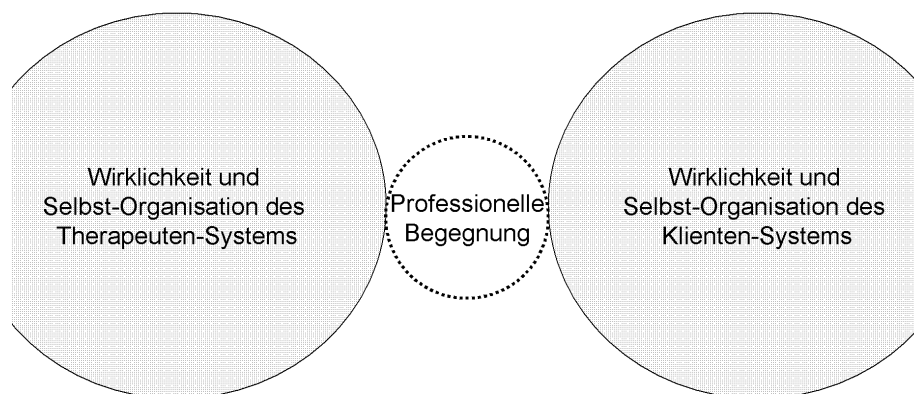 Wirklichkeit und
Selbst-Organisation des
Therapeuten-Systems
Professionelle
Begegnung
Wirklichkeit und
Selbst-Organisation des
Klienten-Systems